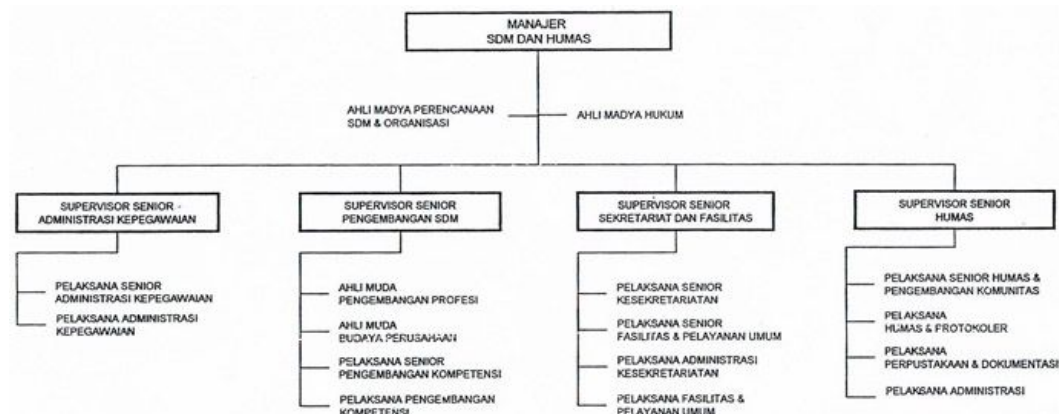 MANAJER
SDM DAN HUMAS
AHLI MADYA PERENCANAAN
SDM & ORGANISASI
AHLI MADYA HUKUM
SUPERVISOR SENIOR -
ADMINISTRASI KEPEGAWAIAN
PELAKSANA SENIOR
ADMINISTRASI KEPEGAWAIAN
PELAKSANA ADMINISTRASI
KEPEGAWAIAN
SUPERVISOR SENIOR
PENGEMBANGAN SDM
AHLI MUDA
PENGEMBANGAN PROFESI
AHLI MUDA
BUDAYA PERUSAHAAN
PELAKSANA SENIOR
PENGEMBANGAN KOMPETENSI
PELAKSANA PENGEMBANGAN
KOMPETENSI
SUPERVISOR SENIOR
SEKRETARIAT DAN FASILITAS
PELAKSANA SENIOR
KESEKRETARIATAN
PELAKSANA SENIOR
FASILITAS & PELAYANAN UMUM
PELAKSANA ADMINISTRASI
KESEKRETARIATAN
PELAKSANA FASILITAS &
PELAYANAN UMUM
SUPERVISOR SENIOR
HUMAS
PELAKSANA SENIOR HUMAS &
PENGEMBANGAN KOMUNITAS
PELAKSANA
HUMAS & PROTOKOLER
PELAKSANA
PERPUSTAKAAN & DOKUMENTASI
PELAKSANA ADMINISTRASI